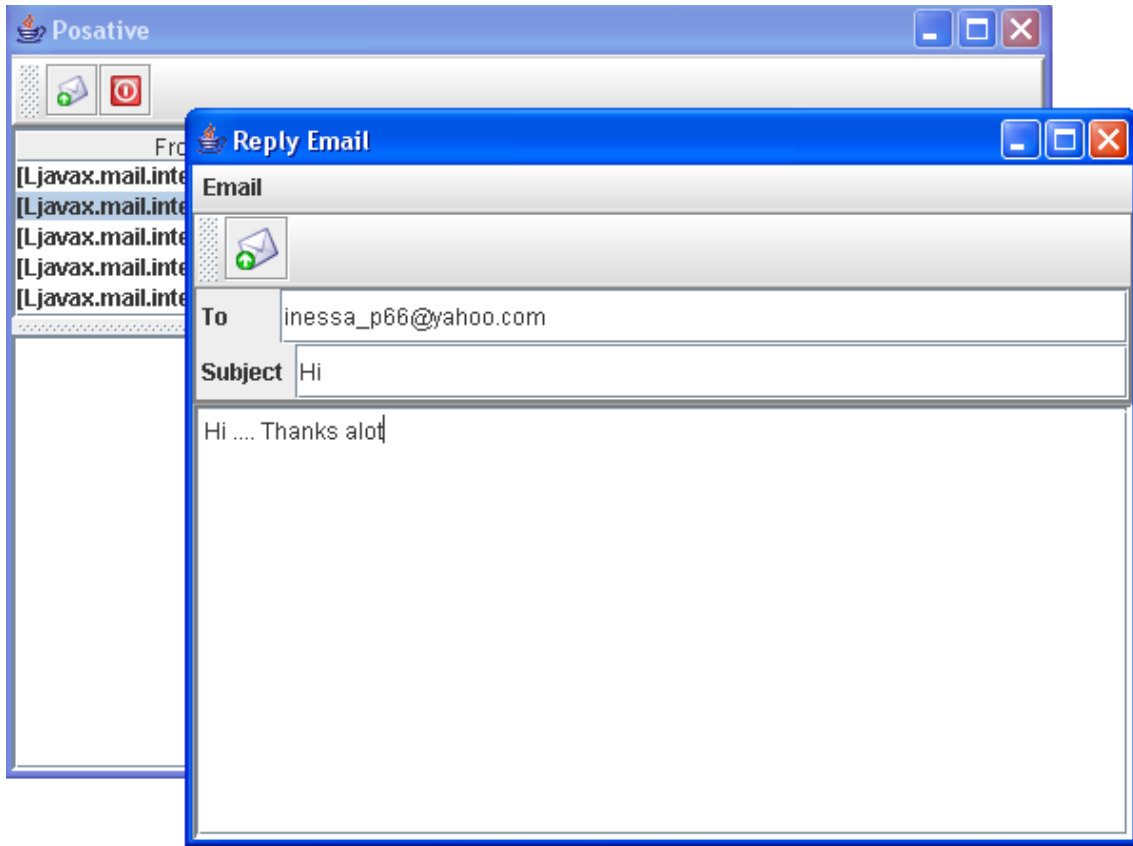 Posative
Fro
[Ljavax.mail.inte
[Ljavax.mail.inte
[Ljavax.mail.inte
[Ljavax.mail.inte
[Ljavax.mail.inte
Reply Email
Email
To inessa_p66@yahoo.com
Subject Hi
Hi .... Thanks alot